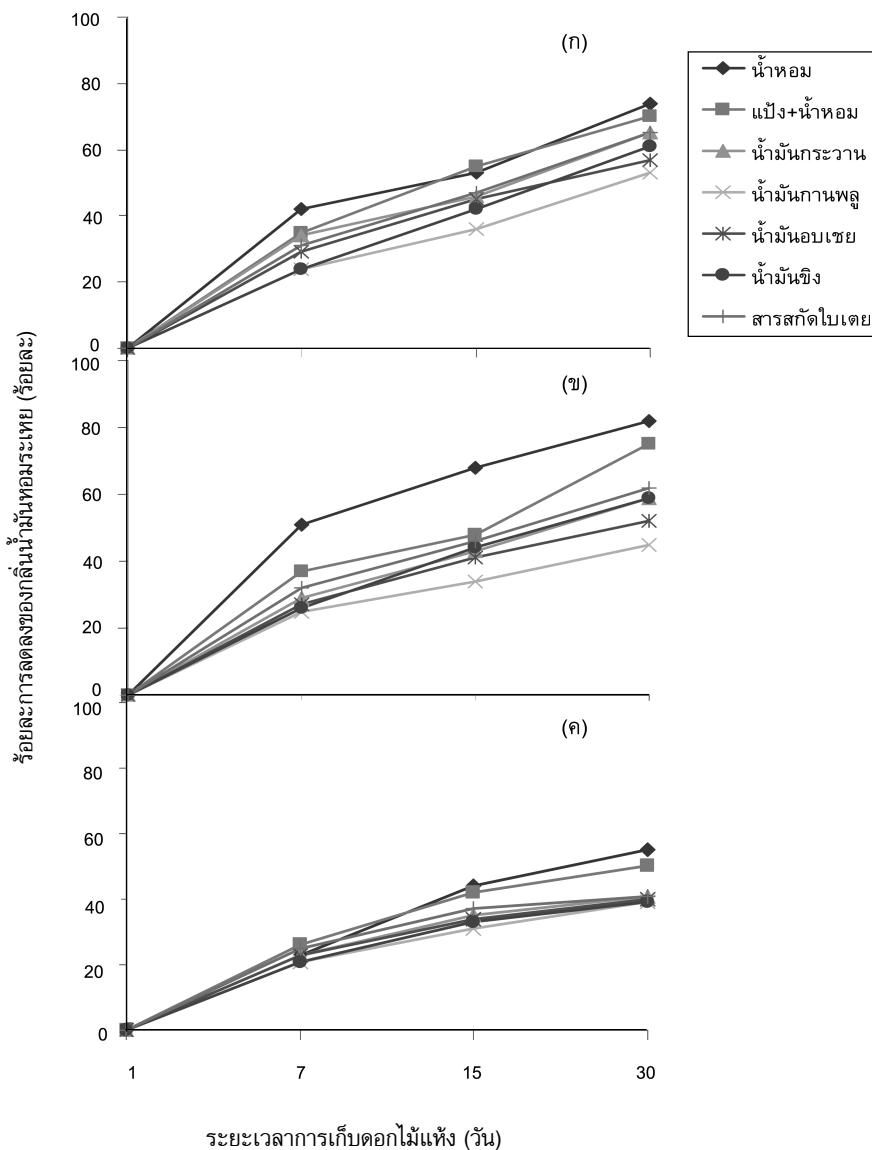 (ก)
100
80
60
40
20
0
น้ำหอม
แป้ง+น้ำหอม
น้ำมันกระวาน
น้ำมันกานพลู
น้ำมันอบเชย
น้ำมันขิง
สารสกัดใบเตย
ร้อยละการลดลงของกลิ่นน้ำมันหอมระเหย (ร้อยละ)
(ข)
100
80
60
40
20
0
(ค)
100
80
60
40
20
0
1 7 15 30
ระยะเวลาการเก็บดอกไม้แห้ง (วัน)